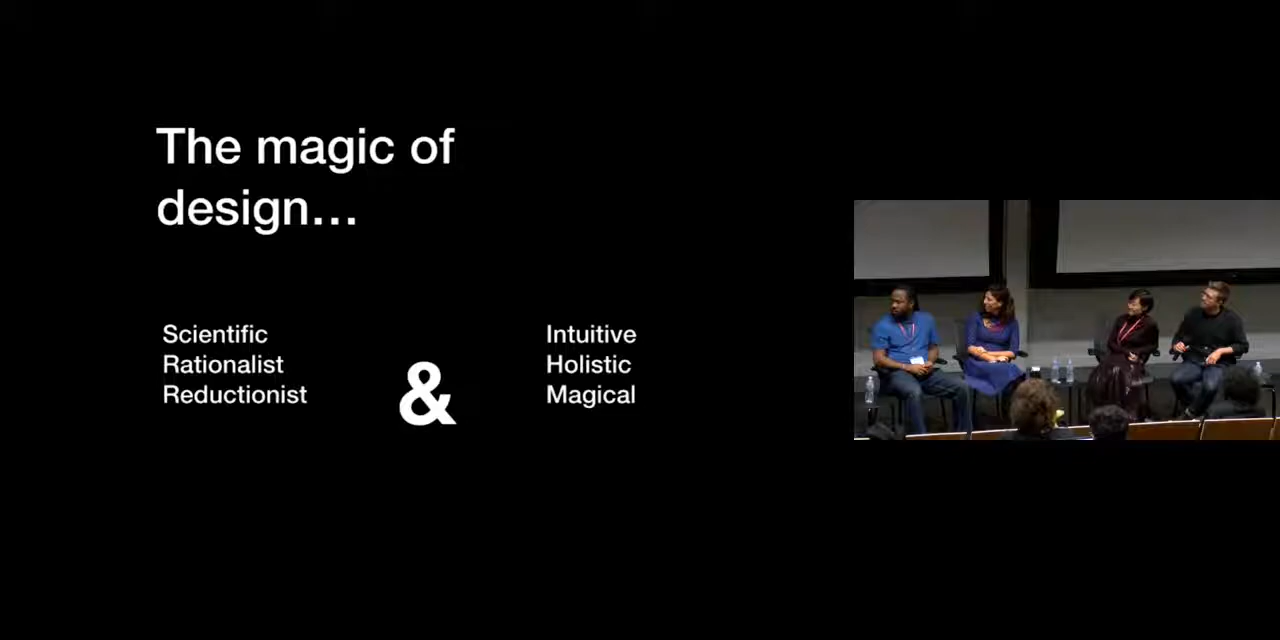 The magic of
design…
Scientific
Rationalist
Reductionist
&
Intuitive
Holistic
Magical